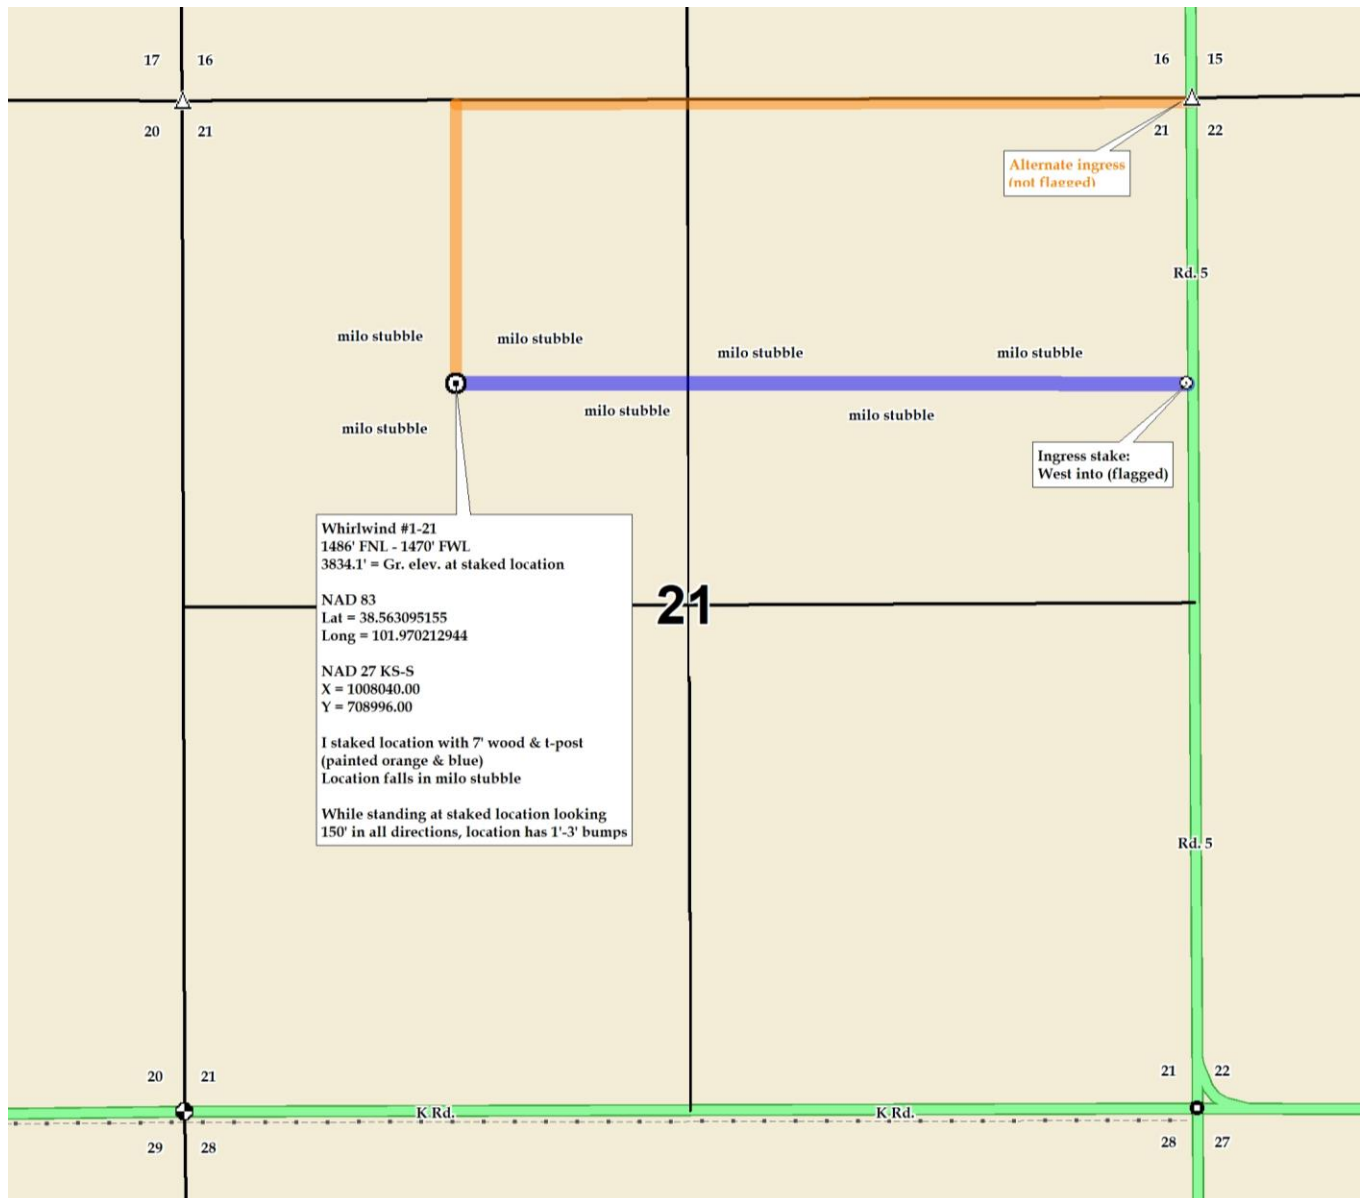 17 16
16 15
20 21
21 22
Alternate ingress
(not flagged)
Rd. 5
milo stubble
milo stubble
milo stubble
milo stubble
milo stubble
milo stubble
milo stubble
Ingress stake:
West into (flagged)
Whirlwind #1-21
1486' FNL - 1470' FWL
3834.1' = Gr. elev. at staked location
NAD 83
Lat = 38.563095155
Long = 101.970212944
NAD 27 KS-S
X = 1008040.00
Y = 708996.00
I staked location with 7' wood & t-post
(painted orange & blue)
Location falls in milo stubble
While standing at staked location looking
150' in all directions, location has 1'-3' bumps
21
Rd. 5
20 21
21 22
K Rd.
K Rd.
29 28
28 27